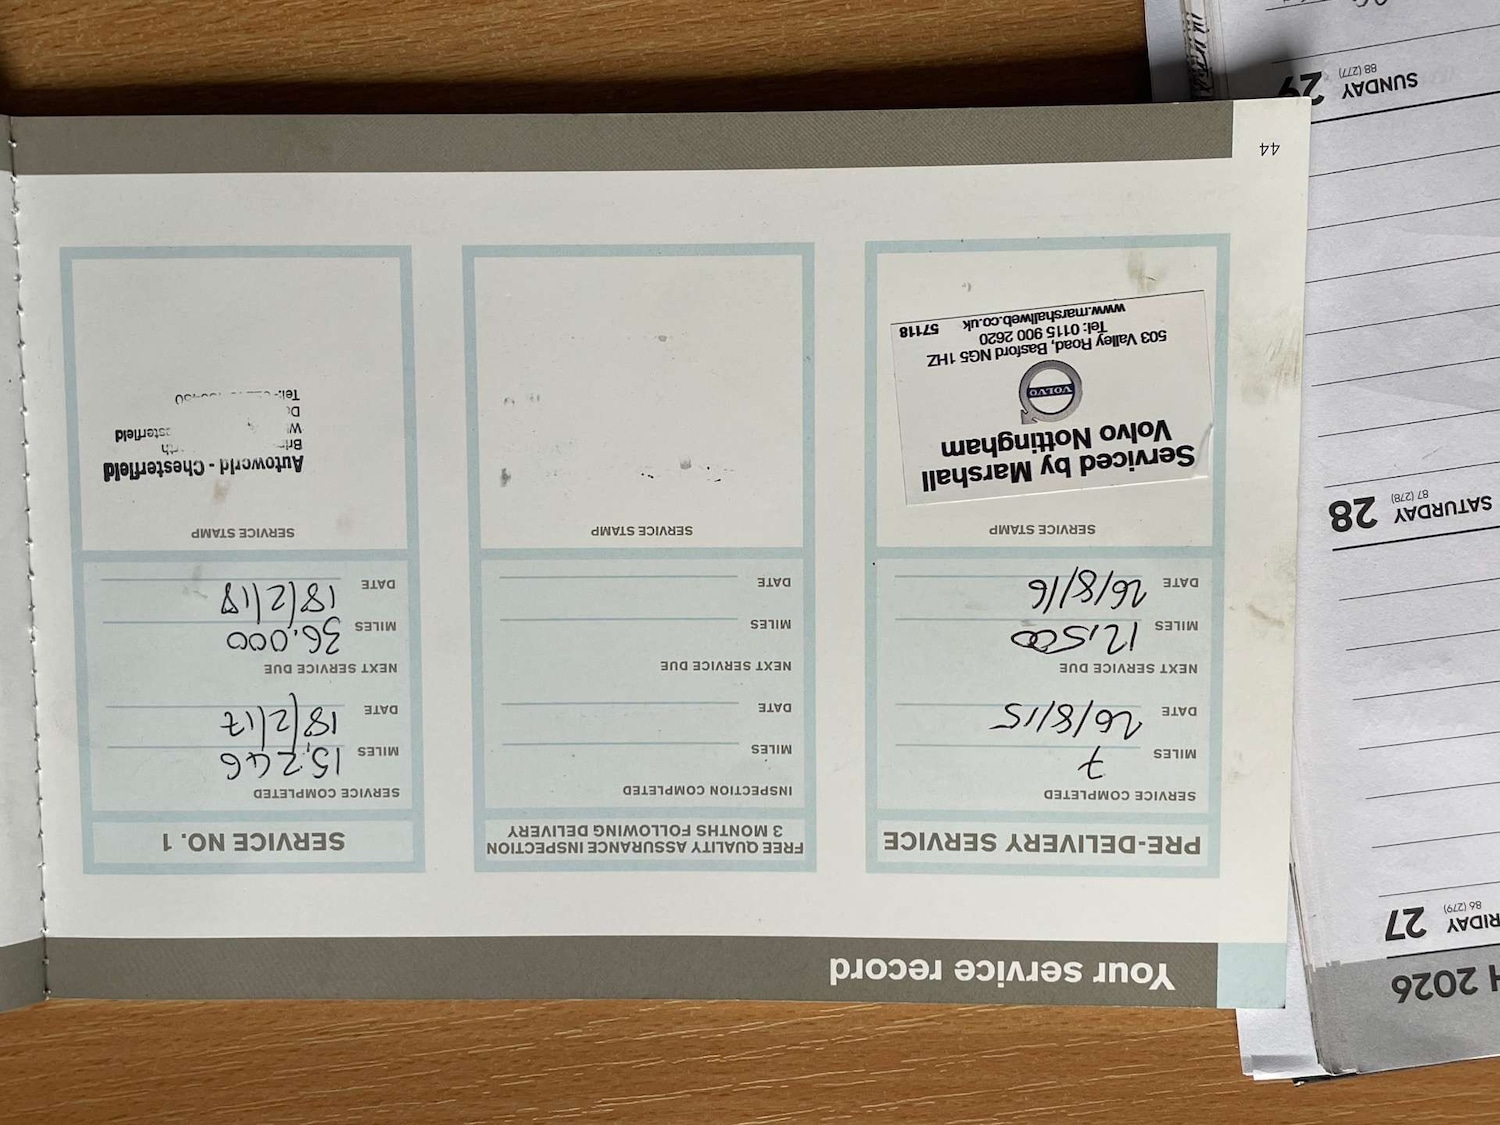 Your service record
PRE-DELIVERY SERVICE
SERVICE COMPLETED
MILES 7
DATE 26/8/15
NEXT SERVICE DUE
MILES 12,500
DATE 26/8/16
SERVICE STAMP
Serviced by Marshall
Volvo Nottingham
VOLVO
503 Valley Road, Basford NG5 1HZ
Tel: 0115 900 2620
www.marshallweb.co.uk 57118
FREE QUALITY ASSURANCE INSPECTION
3 MONTHS FOLLOWING DELIVERY
INSPECTION COMPLETED
MILES
DATE
NEXT SERVICE DUE
MILES
DATE
SERVICE STAMP
SERVICE NO. 1
SERVICE COMPLETED
MILES 15,246
DATE 18/2/17
NEXT SERVICE DUE
MILES 36,000
DATE 18/2/18
SERVICE STAMP
Autoworld - Chesterfield
Tel:
44
H 2026
27
86 (279)
SATURDAY 28
87 (278)
SUNDAY 29
88 (277)